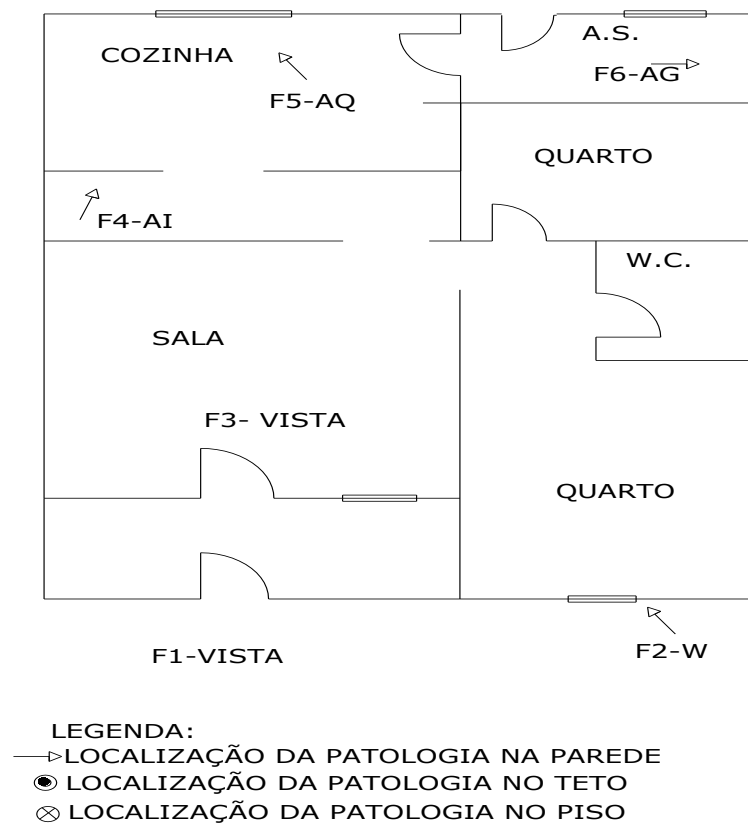 A.S.
COZINHA
F6-AG
F5-AQ
QUARTO
F4-AI
W.C.
SALA
F3- VISTA
QUARTO
F1-VISTA
F2-W
LEGENDA:
LOCALIZAÇÃO DA PATOLOGIA NA PAREDE
LOCALIZAÇÃO DA PATOLOGIA NO TETO
LOCALIZAÇÃO DA PATOLOGIA NO PISO